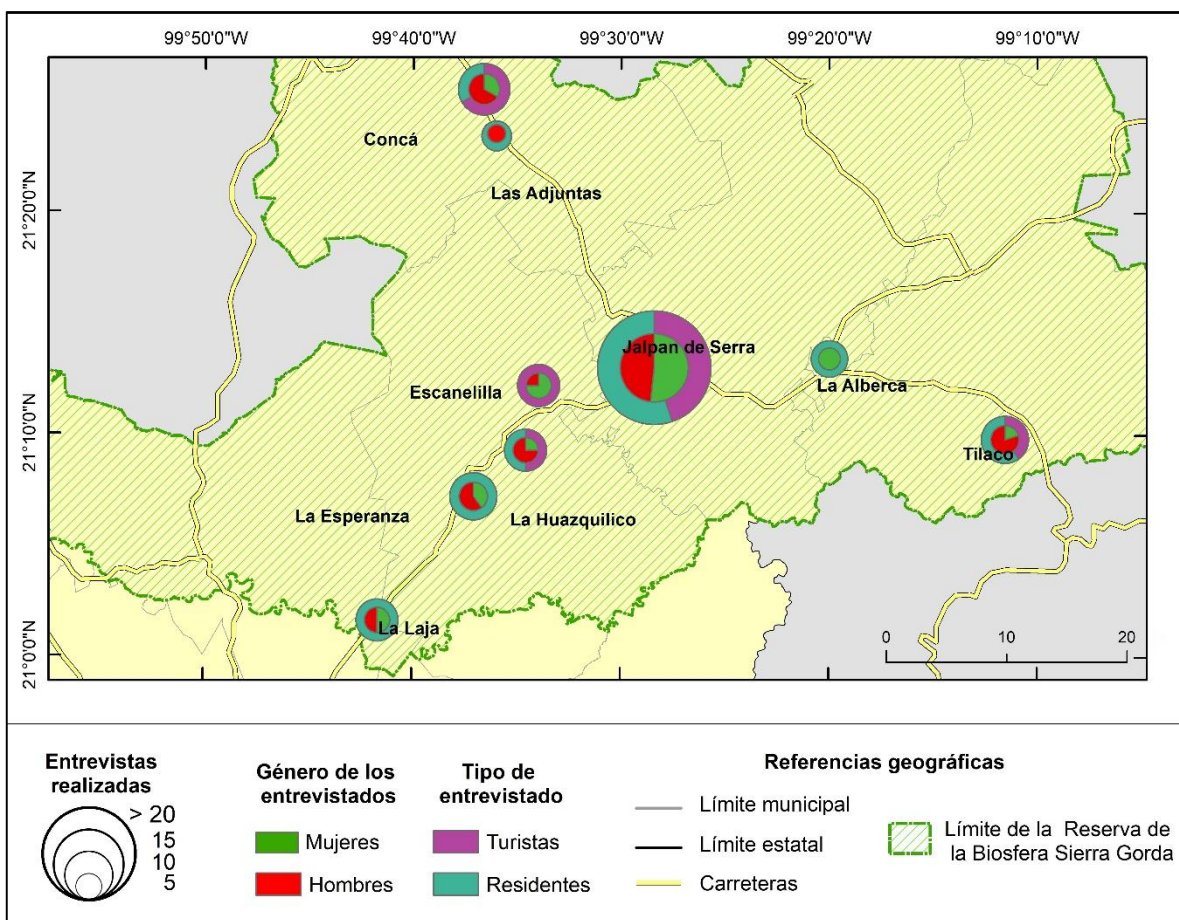 99°50'0"W
99°40'0"W
99°30'0"W
99°20'0"W
99°10'0"W
21°20'0"N
21°10'0"N
21°0'0"N
Concá
Las Adjuntas
Jalpan de Serra
Escanelilla
La Alberca
Tilaco
La Esperanza
La Huazquilico
La Laja
0 10 20
Entrevistas
realizadas
> 20
15
10
5
Género de los
entrevistados
Mujeres
Hombres
Tipo de
entrevistado
Turistas
Residentes
Referencias geográficas
Límite municipal
Límite estatal
Carreteras
Límite de la Reserva de
la Biosfera Sierra Gorda